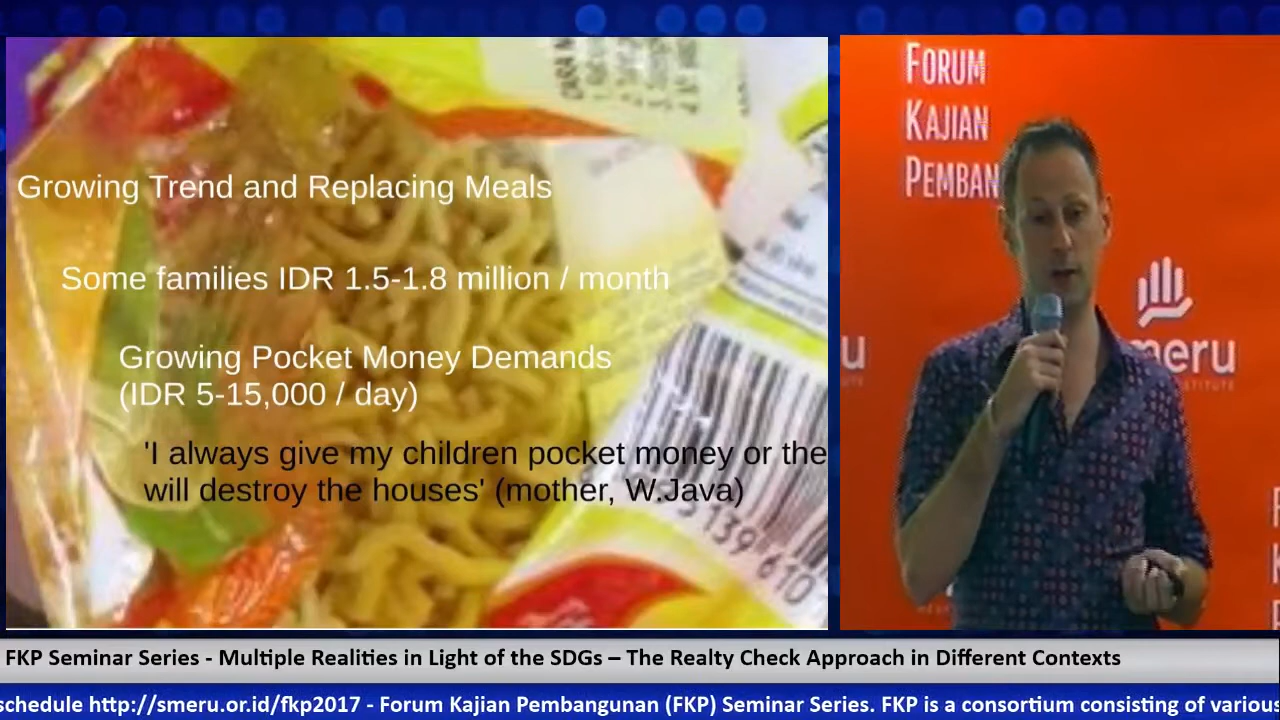 FORUM
KAJIAN
PEMBAN
Growing Trend and Replacing Meals
Some families IDR 1.5-1.8 million / month
Growing Pocket Money Demands
(IDR 5-15,000 / day)
'I always give my children pocket money or the
will destroy the houses' (mother, W.Java)
meru
u
FKP Seminar Series - Multiple Realities in Light of the SDGs – The Realty Check Approach in Different Contexts
schedule http://smeru.or.id/fkp2017 - Forum Kajian Pembangunan (FKP) Seminar Series. FKP is a consortium consisting of various